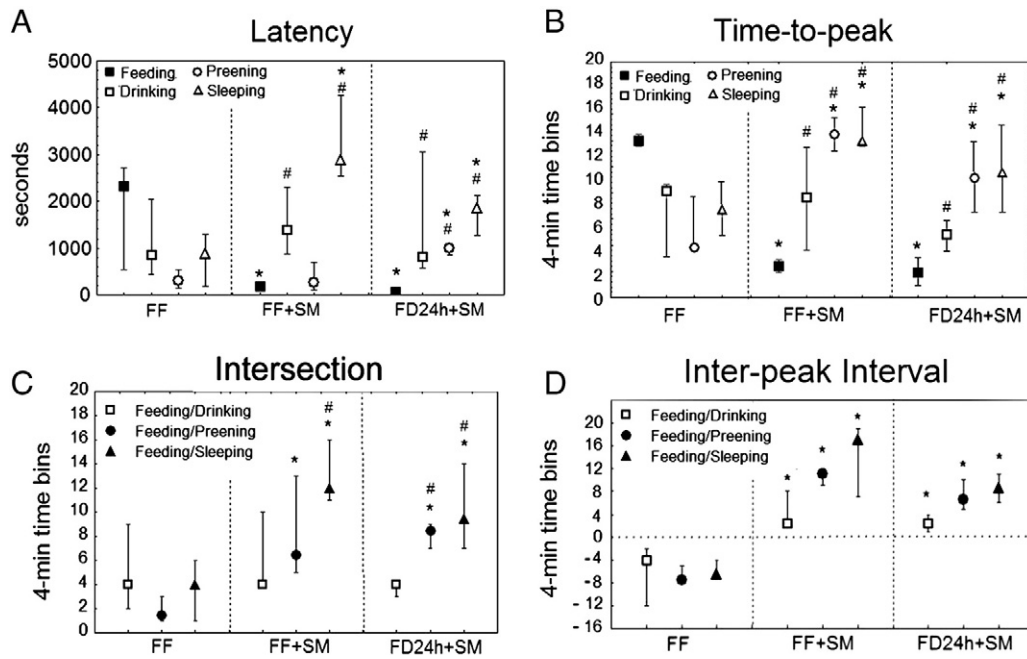 A
Latency
seconds
5000
4000
3000
2000
1000
0
Feeding
Preening
Drinking
Sleeping
* # * # # * # * # * *
FF
FF+SM
FD24h+SM
B
Time-to-peak
4-min time bins
20
18
16
14
12
10
8
6
4
2
0
Feeding
Preening
Drinking
Sleeping
* # # * # * * # # * # *
FF
FF+SM
FD24h+SM
C
Intersection
4-min time bins
20
18
16
14
12
10
8
6
4
2
0
Feeding/Drinking
Feeding/Preening
Feeding/Sleeping
* # * # * # *
FF
FF+SM
FD24h+SM
D
Inter-peak Interval
4-min time bins
20
16
12
8
4
0
- 4
- 8
- 12
- 16
Feeding/Drinking
Feeding/Preening
Feeding/Sleeping
* * * * * *
FF
FF+SM
FD24h+SM